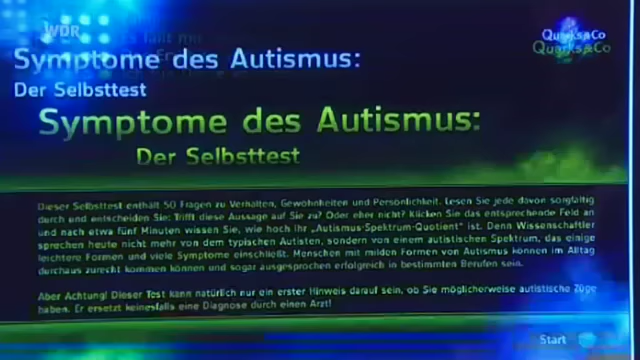 WDR
Quarks&Co
Quarks&Co
Symptome des Autismus:
Der Selbsttest
Symptome des Autismus:
Der Selbsttest
Dieser Selbsttest enthält 50 Fragen zu Verhalten, Gewohnheiten und Persönlichkeit. Lesen Sie jede davon sorgfältig
durch und entscheiden Sie: Trifft diese Aussage auf Sie zu? Oder eher nicht? Klicken Sie das entsprechende Feld an
und nach etwa fünf Minuten wissen Sie, wie hoch Ihr „Autismus-Spektrum-Quotient" ist. Denn Wissenschaftler
sprechen heute nicht mehr von dem typischen Autisten, sondern von einem autistischen Spektrum, das einige
leichtere Formen und viele Symptome einschließt. Menschen mit milden Formen von Autismus können im Alltag
durchaus zurecht kommen können und sogar ausgesprochen erfolgreich in bestimmten Berufen sein.
Aber Achtung! Dieser Test kann natürlich nur ein erster Hinweis darauf sein, ob Sie möglicherweise autistische Züge
haben. Er ersetzt keinesfalls eine Diagnose durch einen Arzt!
Start